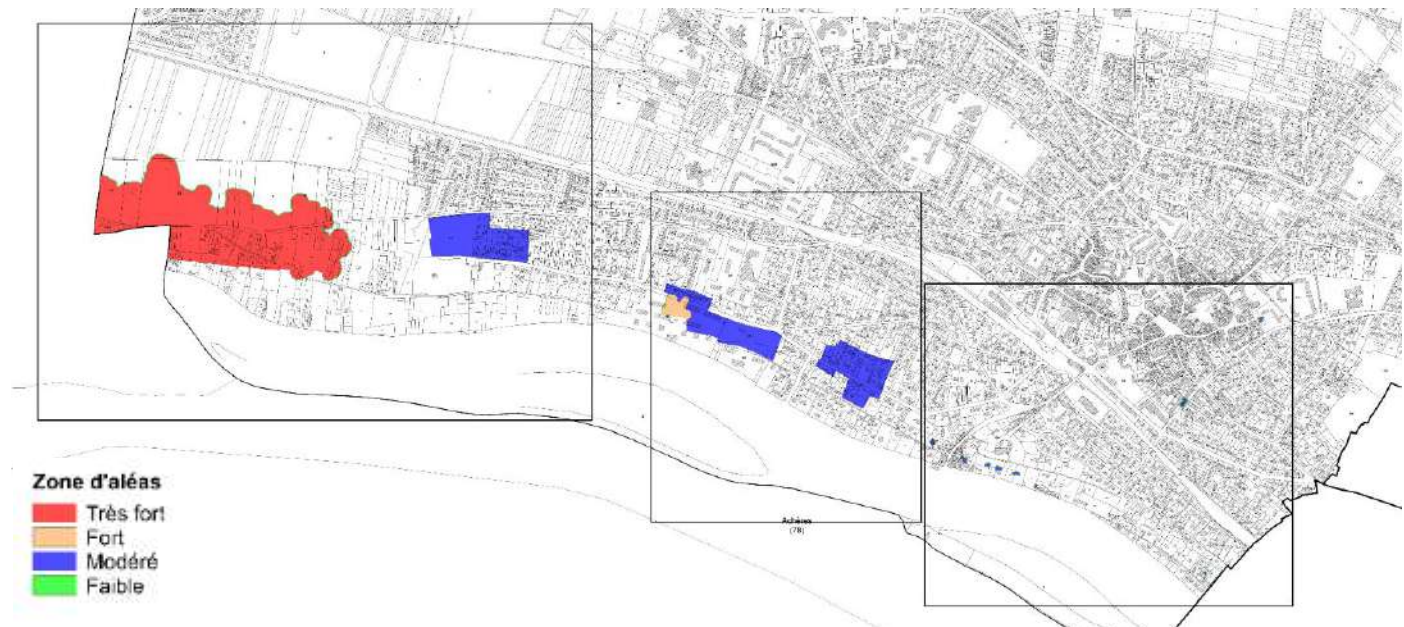 Achères
(78)
Zone d'aléas
Très fort
Fort
Modéré
Faible